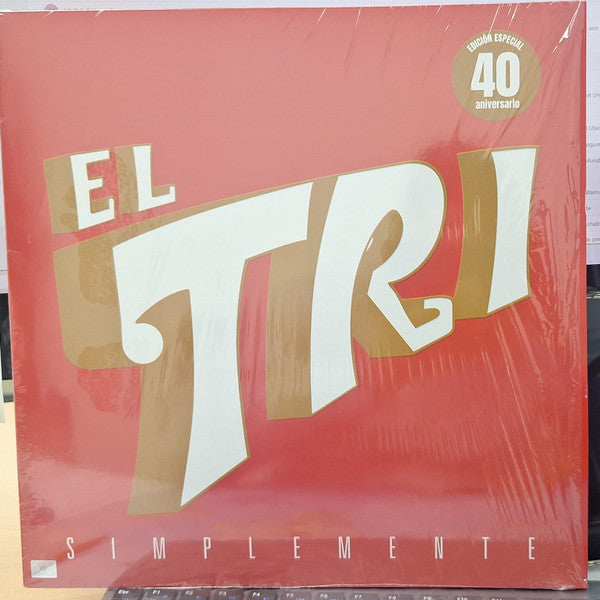 EDICIÓN ESPECIAL
40
aniversario
EL
TRI
SIMPLEMENTE